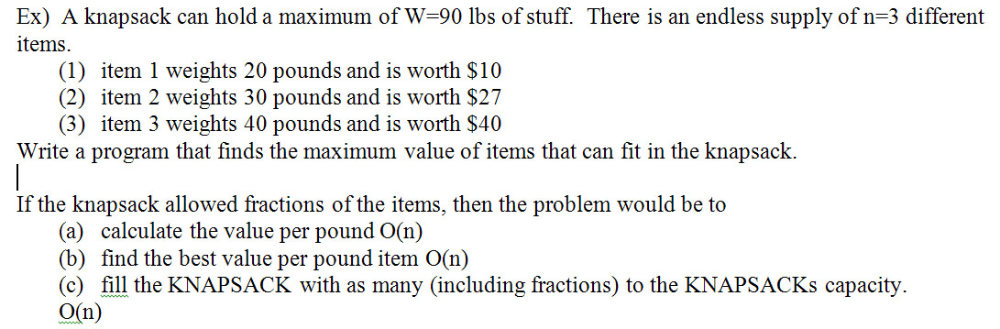 Ex)  A knapsack can hold a maximum of W=90 lbs of stuff.  There is an endless supply of n=3 different
items.
(1)  item 1 weights 20 pounds and is worth $10
(2)  item 2 weights 30 pounds and is worth $27
(3)  item 3 weights 40 pounds and is worth $40
Write a program that finds the maximum value of items that can fit in the knapsack.
If the knapsack allowed fractions of the items, then the problem would be to
(a)  calculate the value per pound O(n)
(b)  find the best value per pound item O(n)
(c)  fill the KNAPSACK with as many (including fractions) to the KNAPSACKs capacity.
O(n)